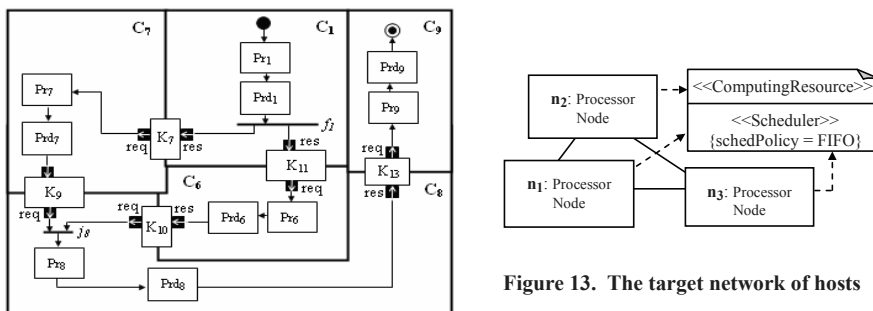 C7
C1
C9
Pr1
Prd9
Pr7
Prd1
Pr9
f1
Prd7
req
K7
res
res
req
K9
K11
K13
C6
req
res
C8
req
req
res
K10
Prd6
Pr6
j8
Pr8
Prd8
n2: Processor
Node
<<ComputingResource>>
<<Scheduler>>
{schedPolicy = FIFO}
n1: Processor
Node
n3: Processor
Node
Figure 13. The target network of hosts